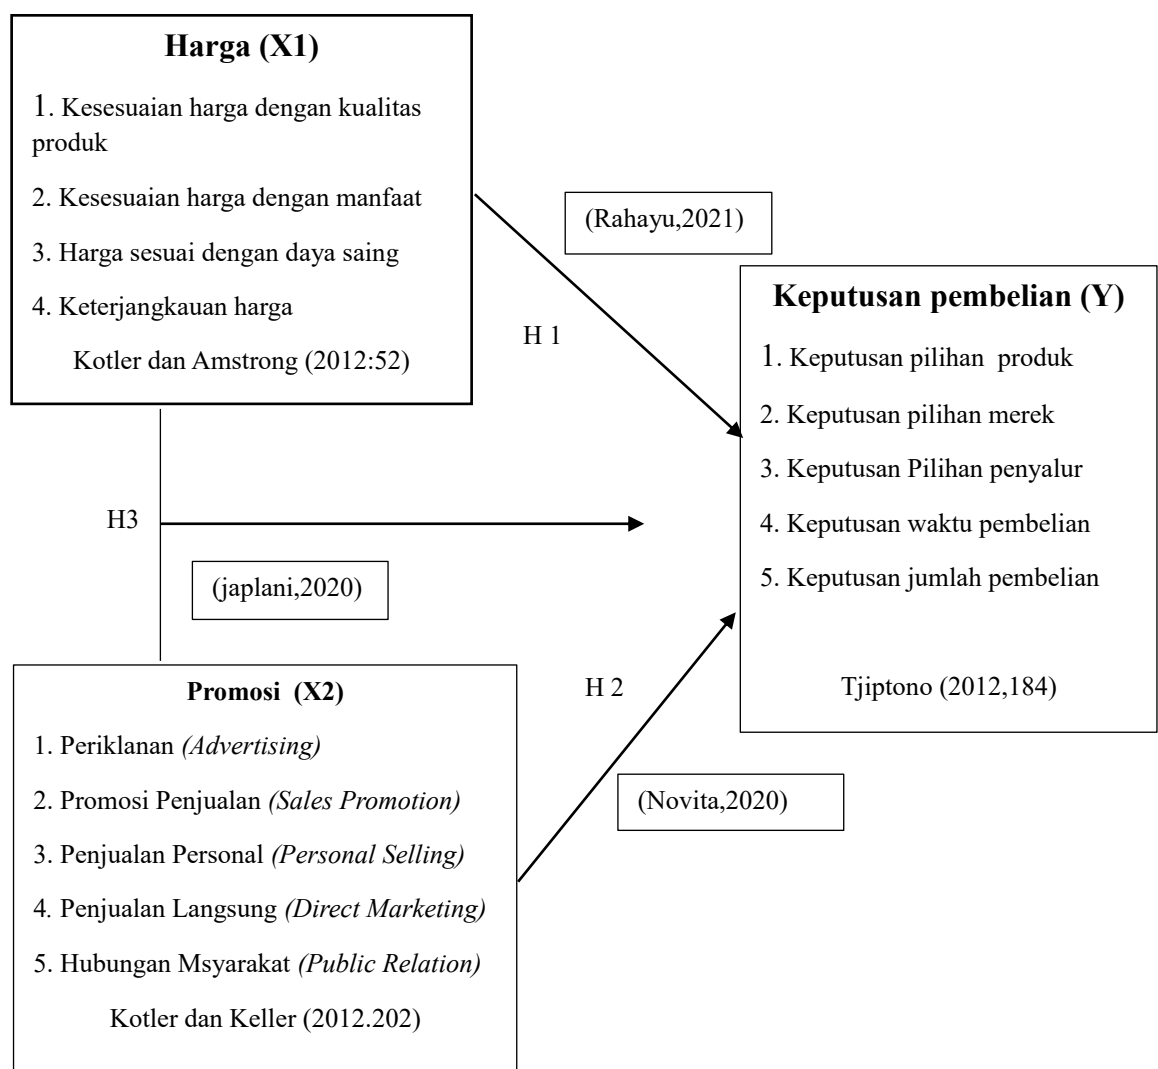 Harga (X1)
1. Kesesuaian harga dengan kualitas
produk
2. Kesesuaian harga dengan manfaat
3. Harga sesuai dengan daya saing
4. Keterjangkauan harga
Kotler dan Amstrong (2012:52)
(Rahayu,2021)
H 1
Keputusan pembelian (Y)
1. Keputusan pilihan  produk
2. Keputusan pilihan merek
3. Keputusan Pilihan penyalur
4. Keputusan waktu pembelian
5. Keputusan jumlah pembelian
Tjiptono (2012,184)
H3
(japlani,2020)
Promosi  (X2)
1. Periklanan (Advertising)
2. Promosi Penjualan (Sales Promotion)
3. Penjualan Personal (Personal Selling)
4. Penjualan Langsung (Direct Marketing)
5. Hubungan Msyarakat (Public Relation)
Kotler dan Keller (2012.202)
H 2
(Novita,2020)